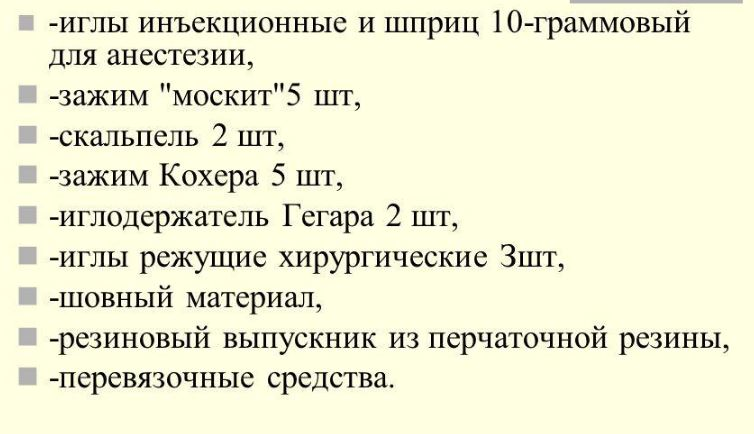 -иглы инъекционные и шприц 10-граммовый
для анестезии,
-зажим "москит"5 шт,
-скальпель 2 шт,
-зажим Кохера 5 шт,
-иглодержатель Гегара 2 шт,
-иглы режущие хирургические 3шт,
-шовный материал,
-резиновый выпускник из перчаточной резины,
-перевязочные средства.